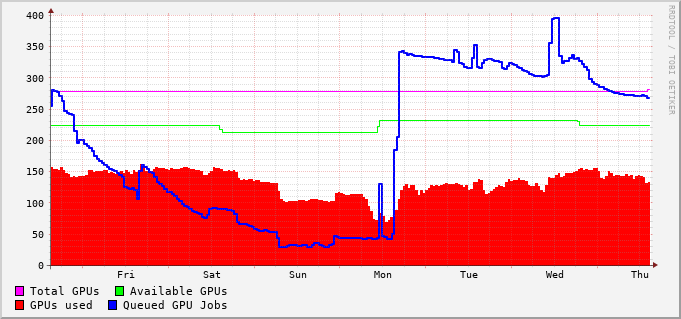 RRDTOOL / TOBI OETIKER
400
350
300
250
200
150
100
50
0
Fri Sat Sun Mon Tue Wed Thu
Total GPUs Available GPUs
GPUs used Queued GPU Jobs